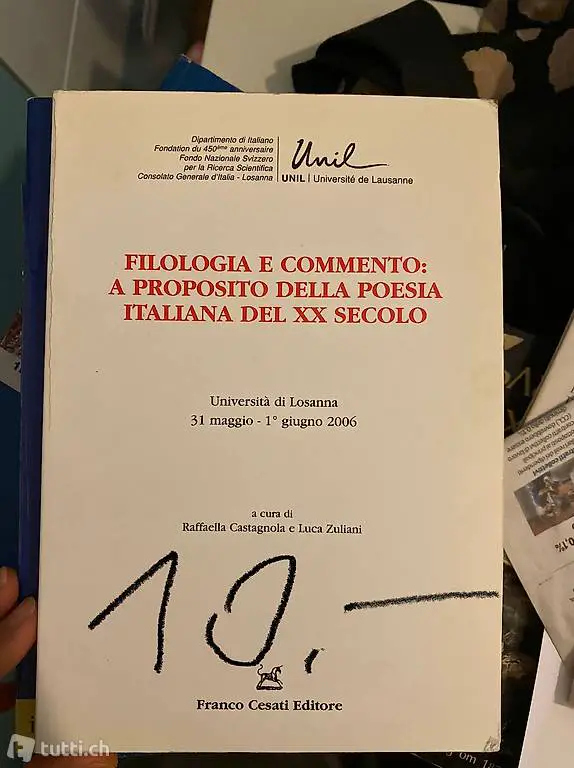 Dipartimento di Italiano
Fondation du 450ème anniversaire
Fondo Nazionale Svizzero
per la Ricerca Scientifica
Consolato Generale d'Italia - Losanna
Unil
UNIL | Université de Lausanne
FILOLOGIA E COMMENTO:
A PROPOSITO DELLA POESIA
ITALIANA DEL XX SECOLO
Università di Losanna
31 maggio - 1° giugno 2006
a cura di
Raffaella Castagnola e Luca Zuliani
10.–
Franco Cesati Editore
tutti.ch
0,1%